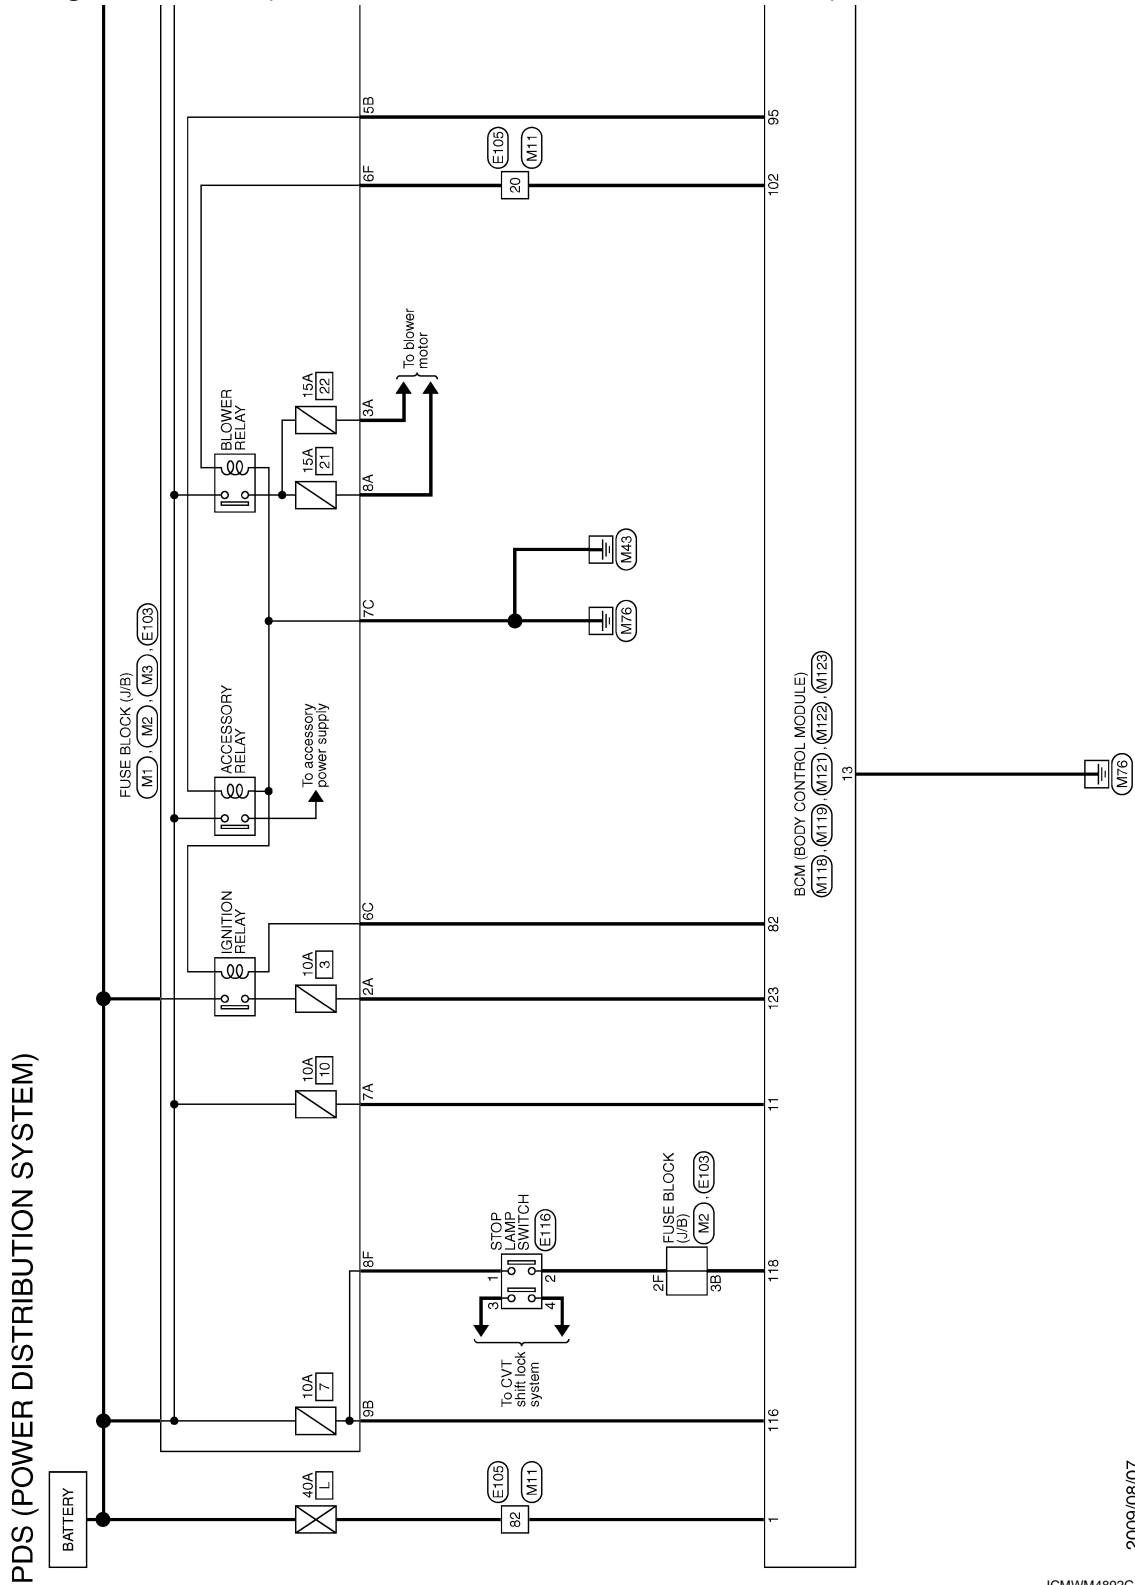 PDS (POWER DISTRIBUTION SYSTEM)
BATTERY
40A
L
E105
M11
82
1
10A
7
9B
116
8F
STOP
LAMP
SWITCH
E116
1
2
3
4
To CVT
shift lock
system
FUSE BLOCK
(J/B)
M2 , E103
2F
3B
118
10A
10
7A
11
IGNITION
RELAY
10A
3
2A
123
6C
82
FUSE BLOCK (J/B)
M1 , M2 , M3 , E103
ACCESSORY
RELAY
To accessory
power supply
7C
M76
M43
BLOWER
RELAY
15A
21
8A
15A
22
3A
To blower
motor
6F
E105
M11
20
102
5B
95
BCM (BODY CONTROL MODULE)
M118 , M119 , M121 , M122 , M123
13
M76
2009/08/07